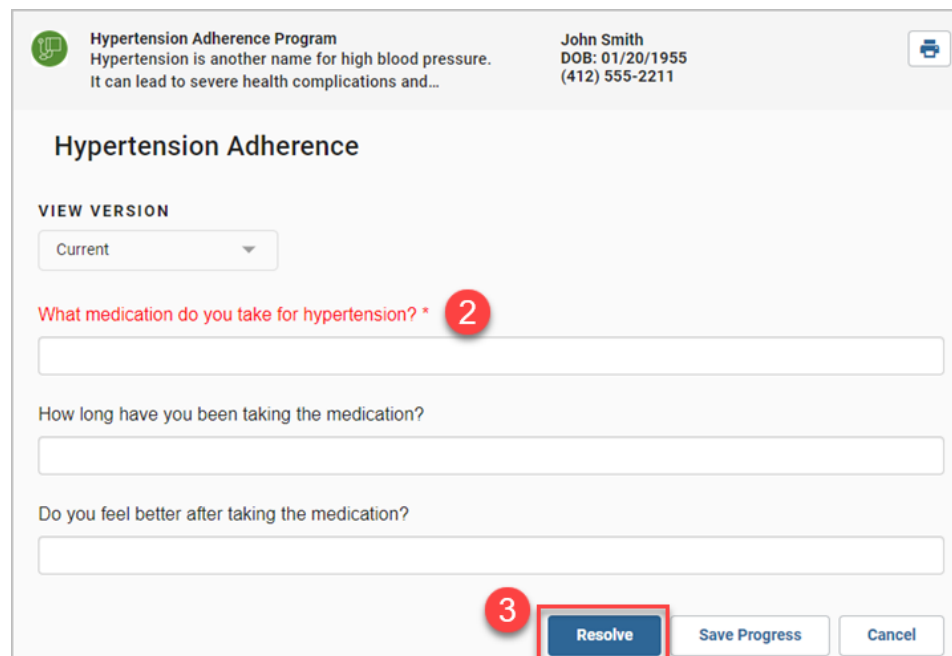 Hypertension Adherence Program
Hypertension is another name for high blood pressure.
It can lead to severe health complications and…
John Smith
DOB: 01/20/1955
(412) 555-2211
Hypertension Adherence
VIEW VERSION
Current
What medication do you take for hypertension? *
2
How long have you been taking the medication?
Do you feel better after taking the medication?
3
Resolve
Save Progress
Cancel